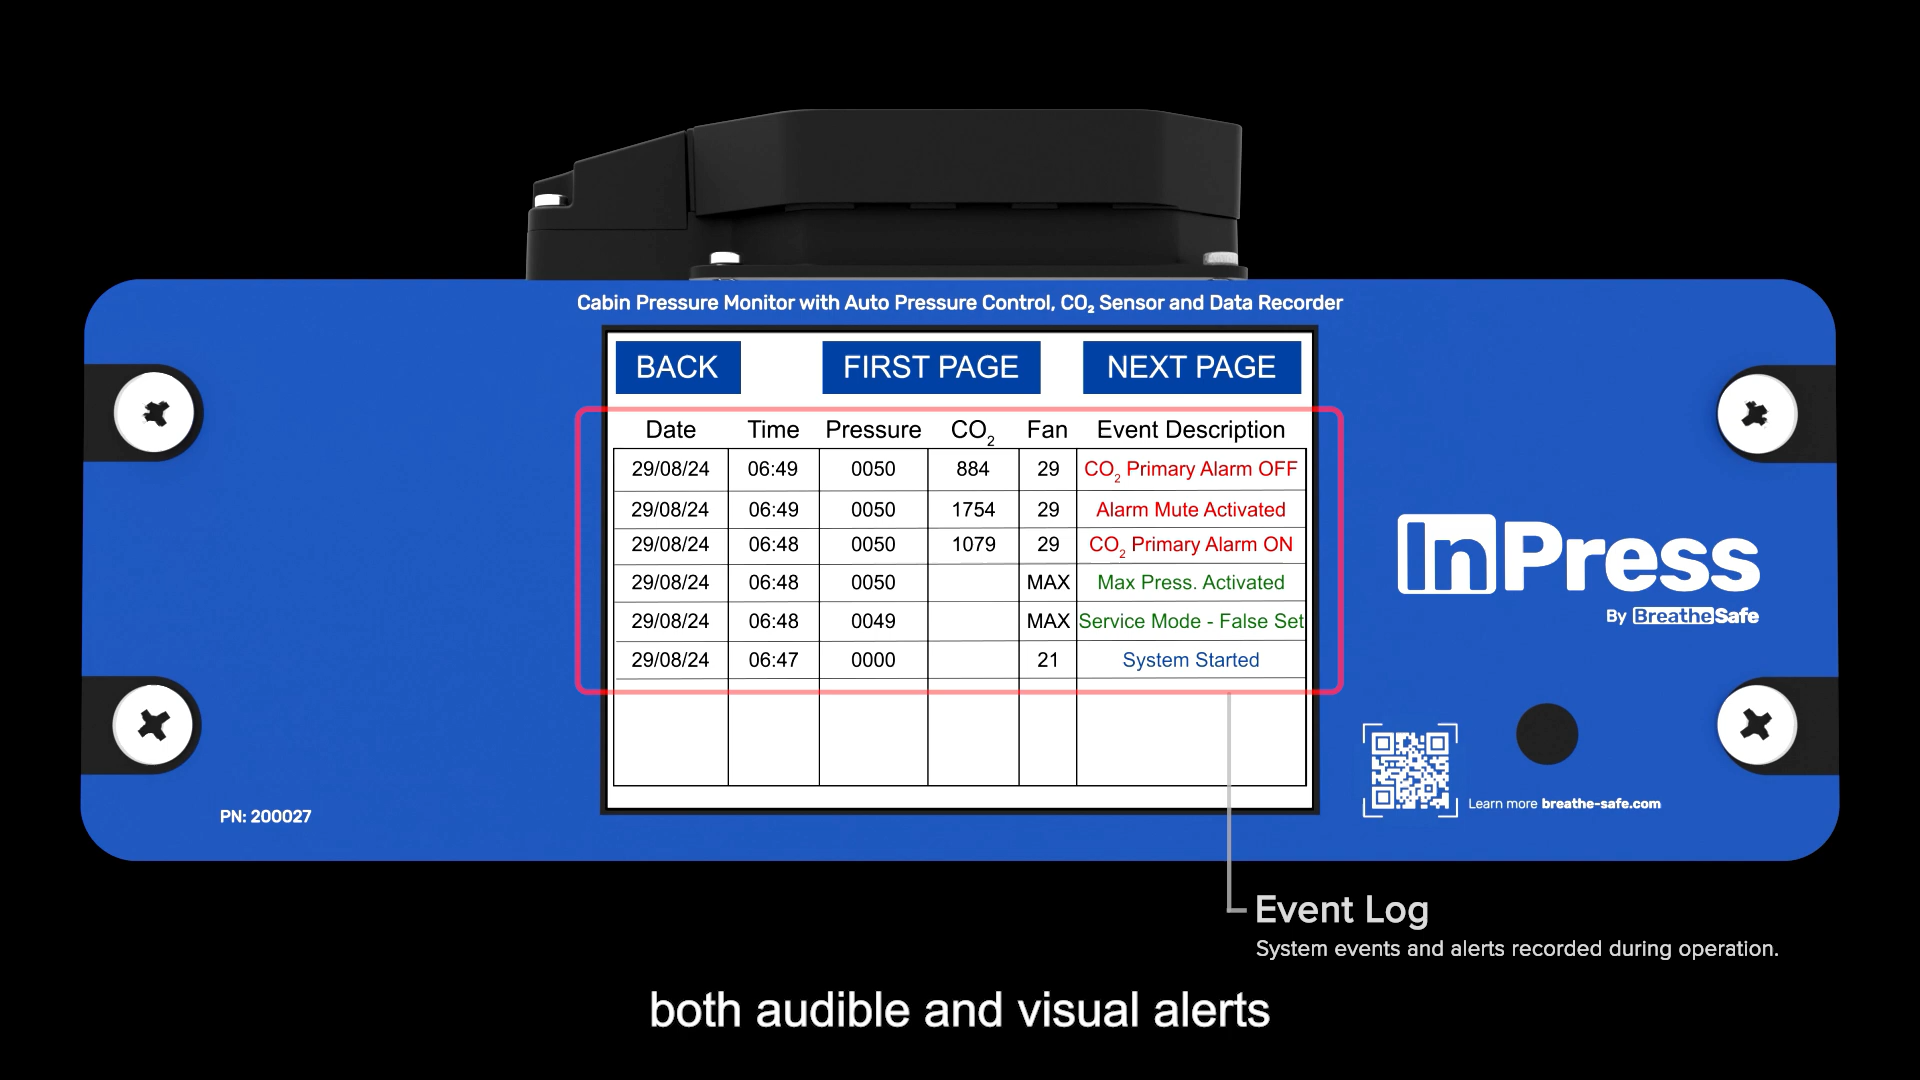 Cabin Pressure Monitor with Auto Pressure Control, CO₂ Sensor and Data Recorder
BACK FIRST PAGE NEXT PAGE
Date Time Pressure CO₂ Fan Event Description
29/08/24 06:49 0050 884 29 CO₂ Primary Alarm OFF
29/08/24 06:49 0050 1754 29 Alarm Mute Activated
29/08/24 06:48 0050 1079 29 CO₂ Primary Alarm ON
29/08/24 06:48 0050 MAX Max Press. Activated
29/08/24 06:48 0049 MAX Service Mode - False Set
29/08/24 06:47 0000 21 System Started
InPress
By BreatheSafe
Learn more breathe-safe.com
PN: 200027
Event Log
System events and alerts recorded during operation.
both audible and visual alerts